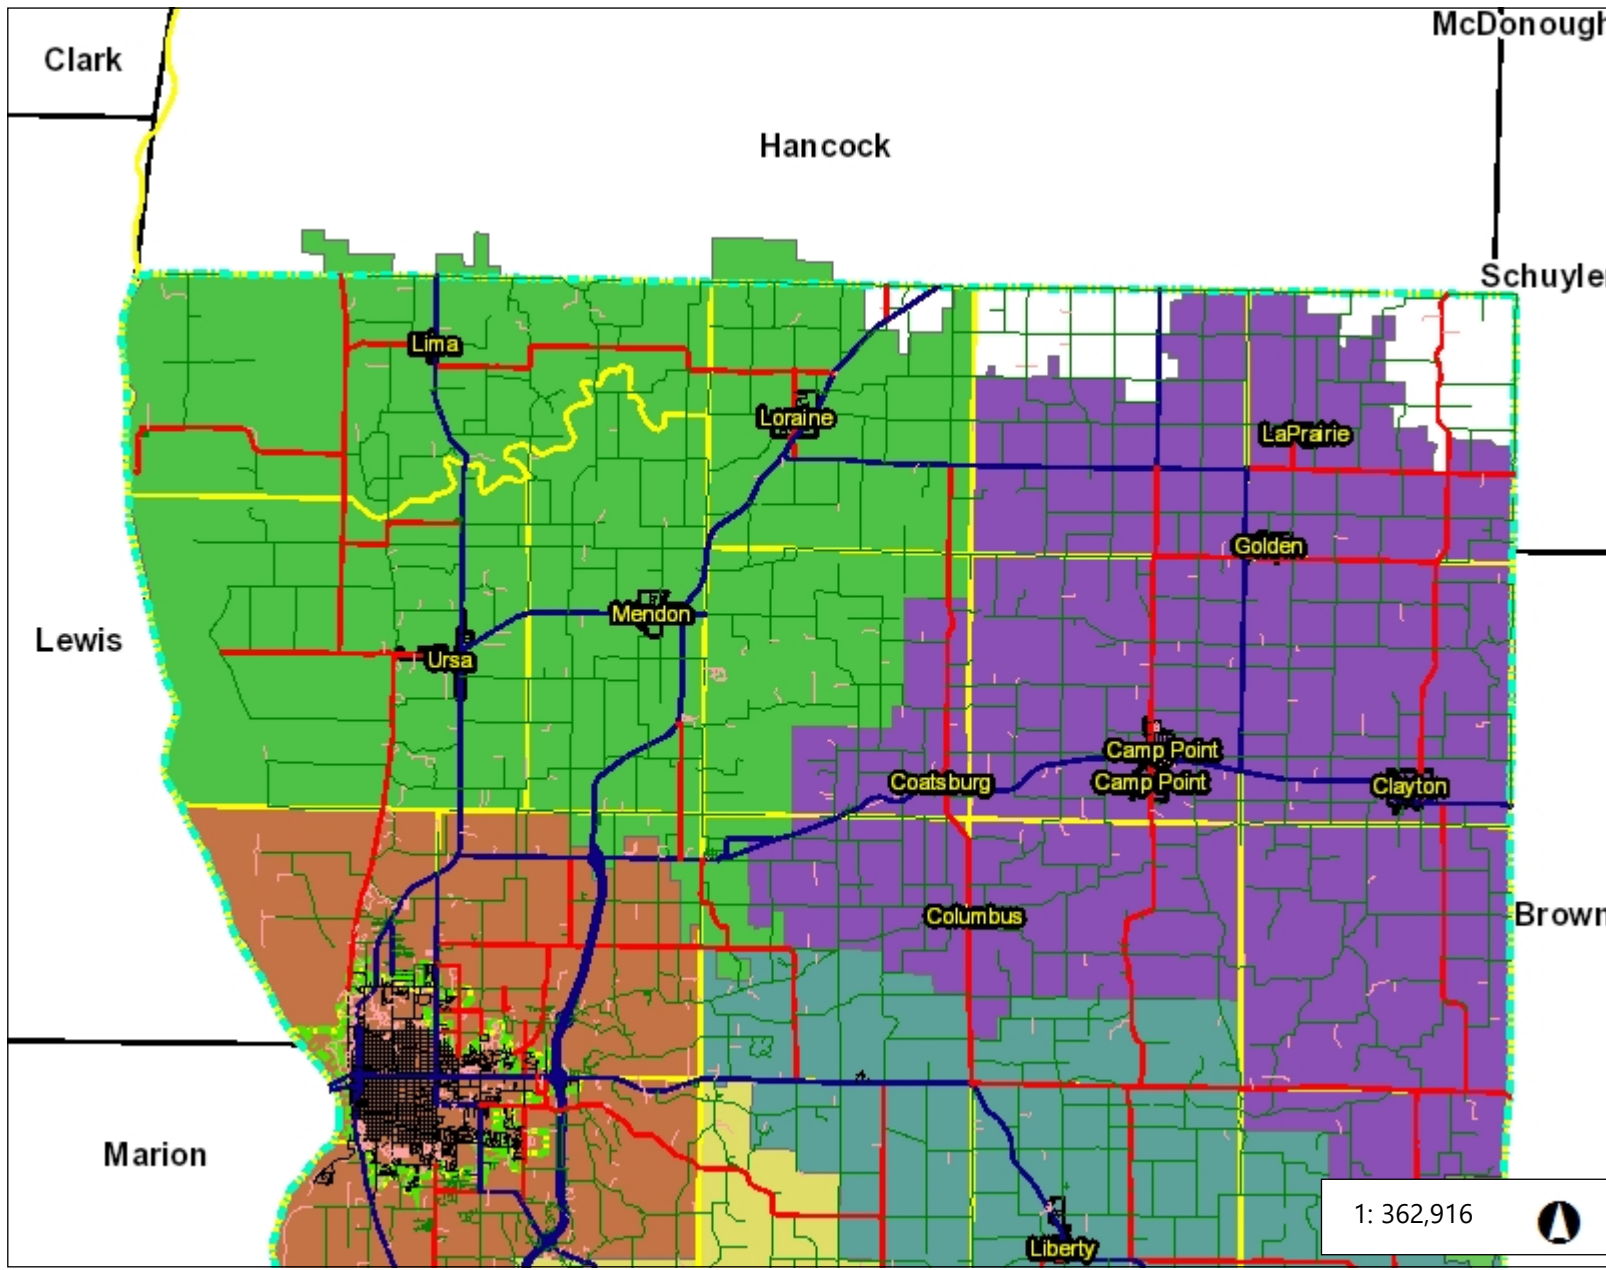 McDonough
Clark
Hancock
Schuyler
Lima
Loraine
LaPrairie
Golden
Mendon
Lewis
Ursa
Camp Point
Coatsburg
Camp Point
Clayton
Columbus
Brown
Marion
1: 362,916
Liberty